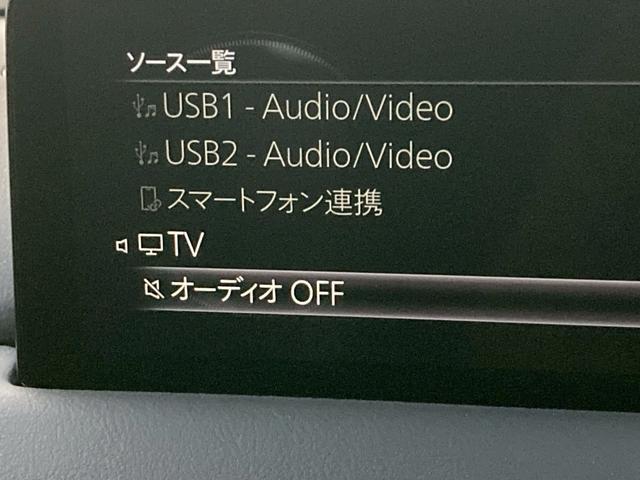 ソース一覧
USB1 - Audio/Video
USB2 - Audio/Video
スマートフォン連携
TV
オーディオ OFF